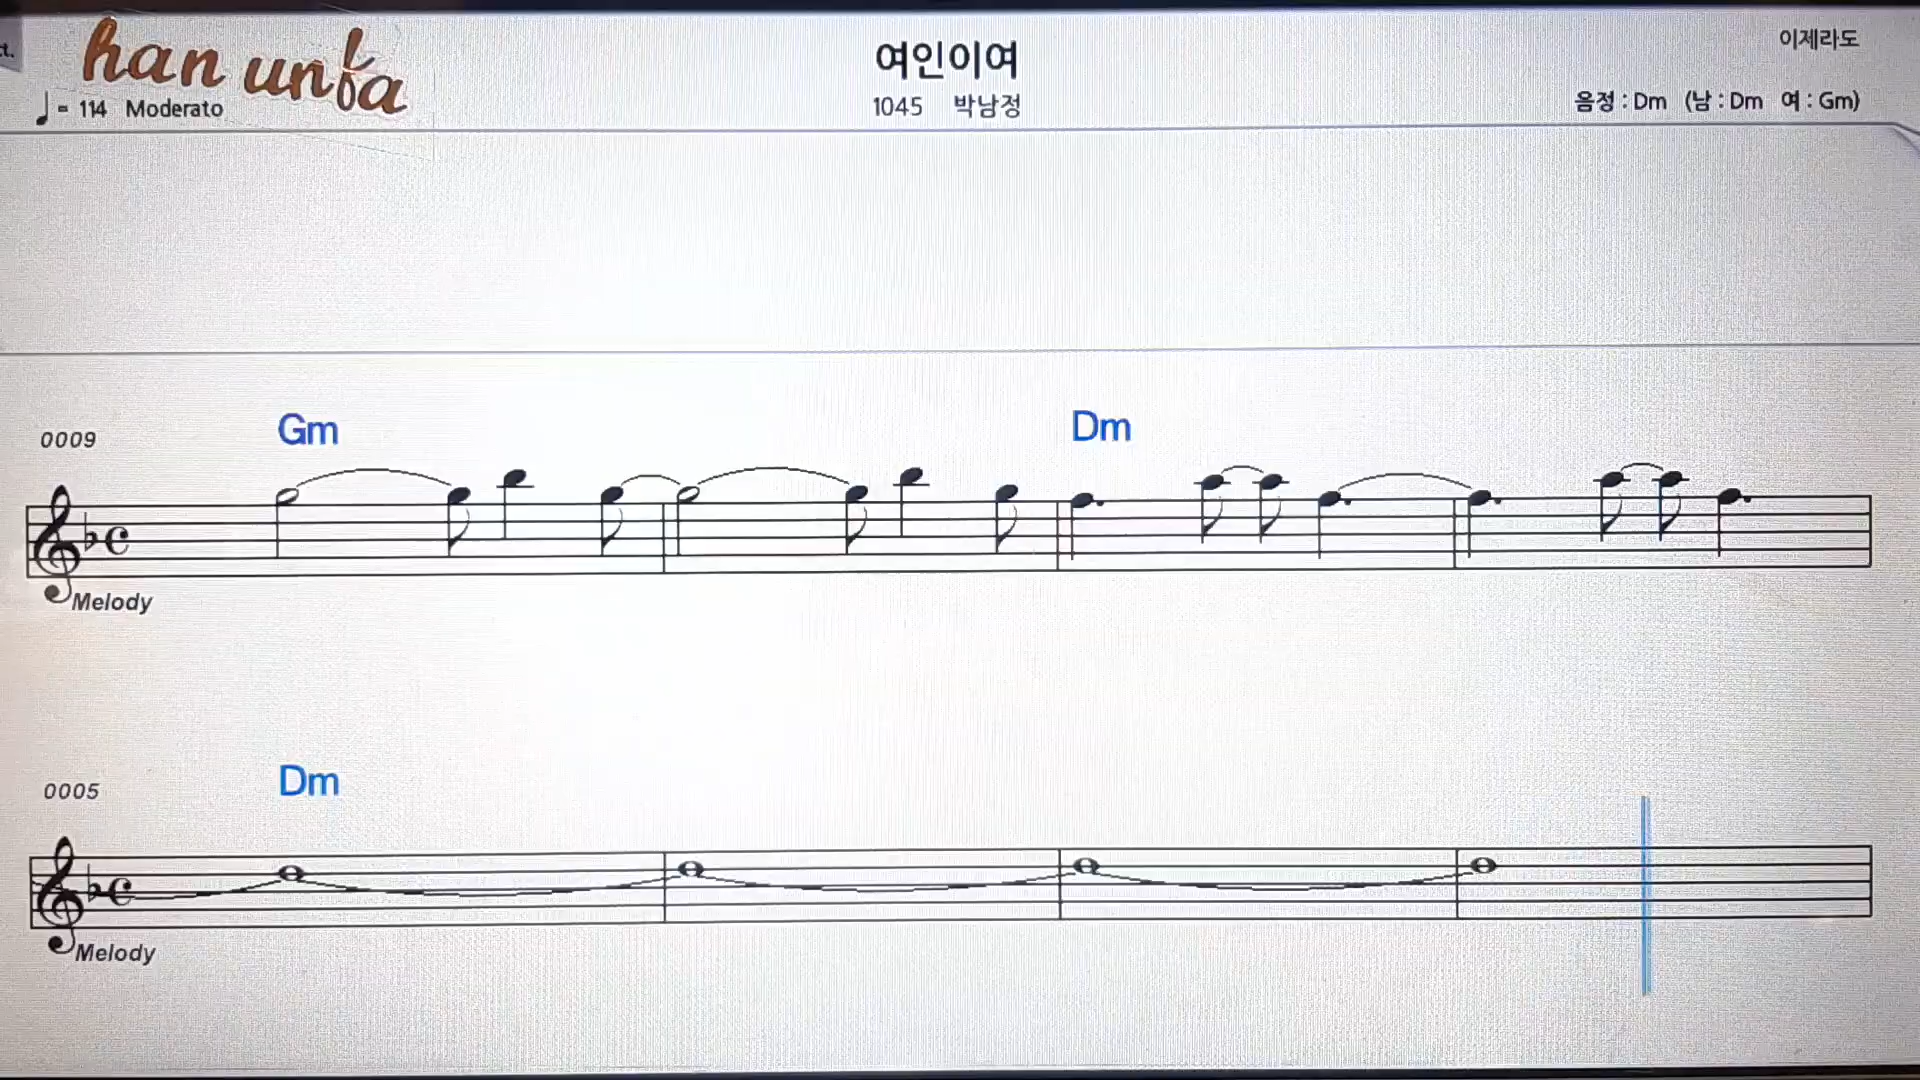 ct.
han unfa
여인이여
이제라도
= 114 Moderato
1045 박남정
음정 : Dm (남 : Dm 여 : Gm)
0009
Gm
Dm
Melody
0005
Dm
Melody